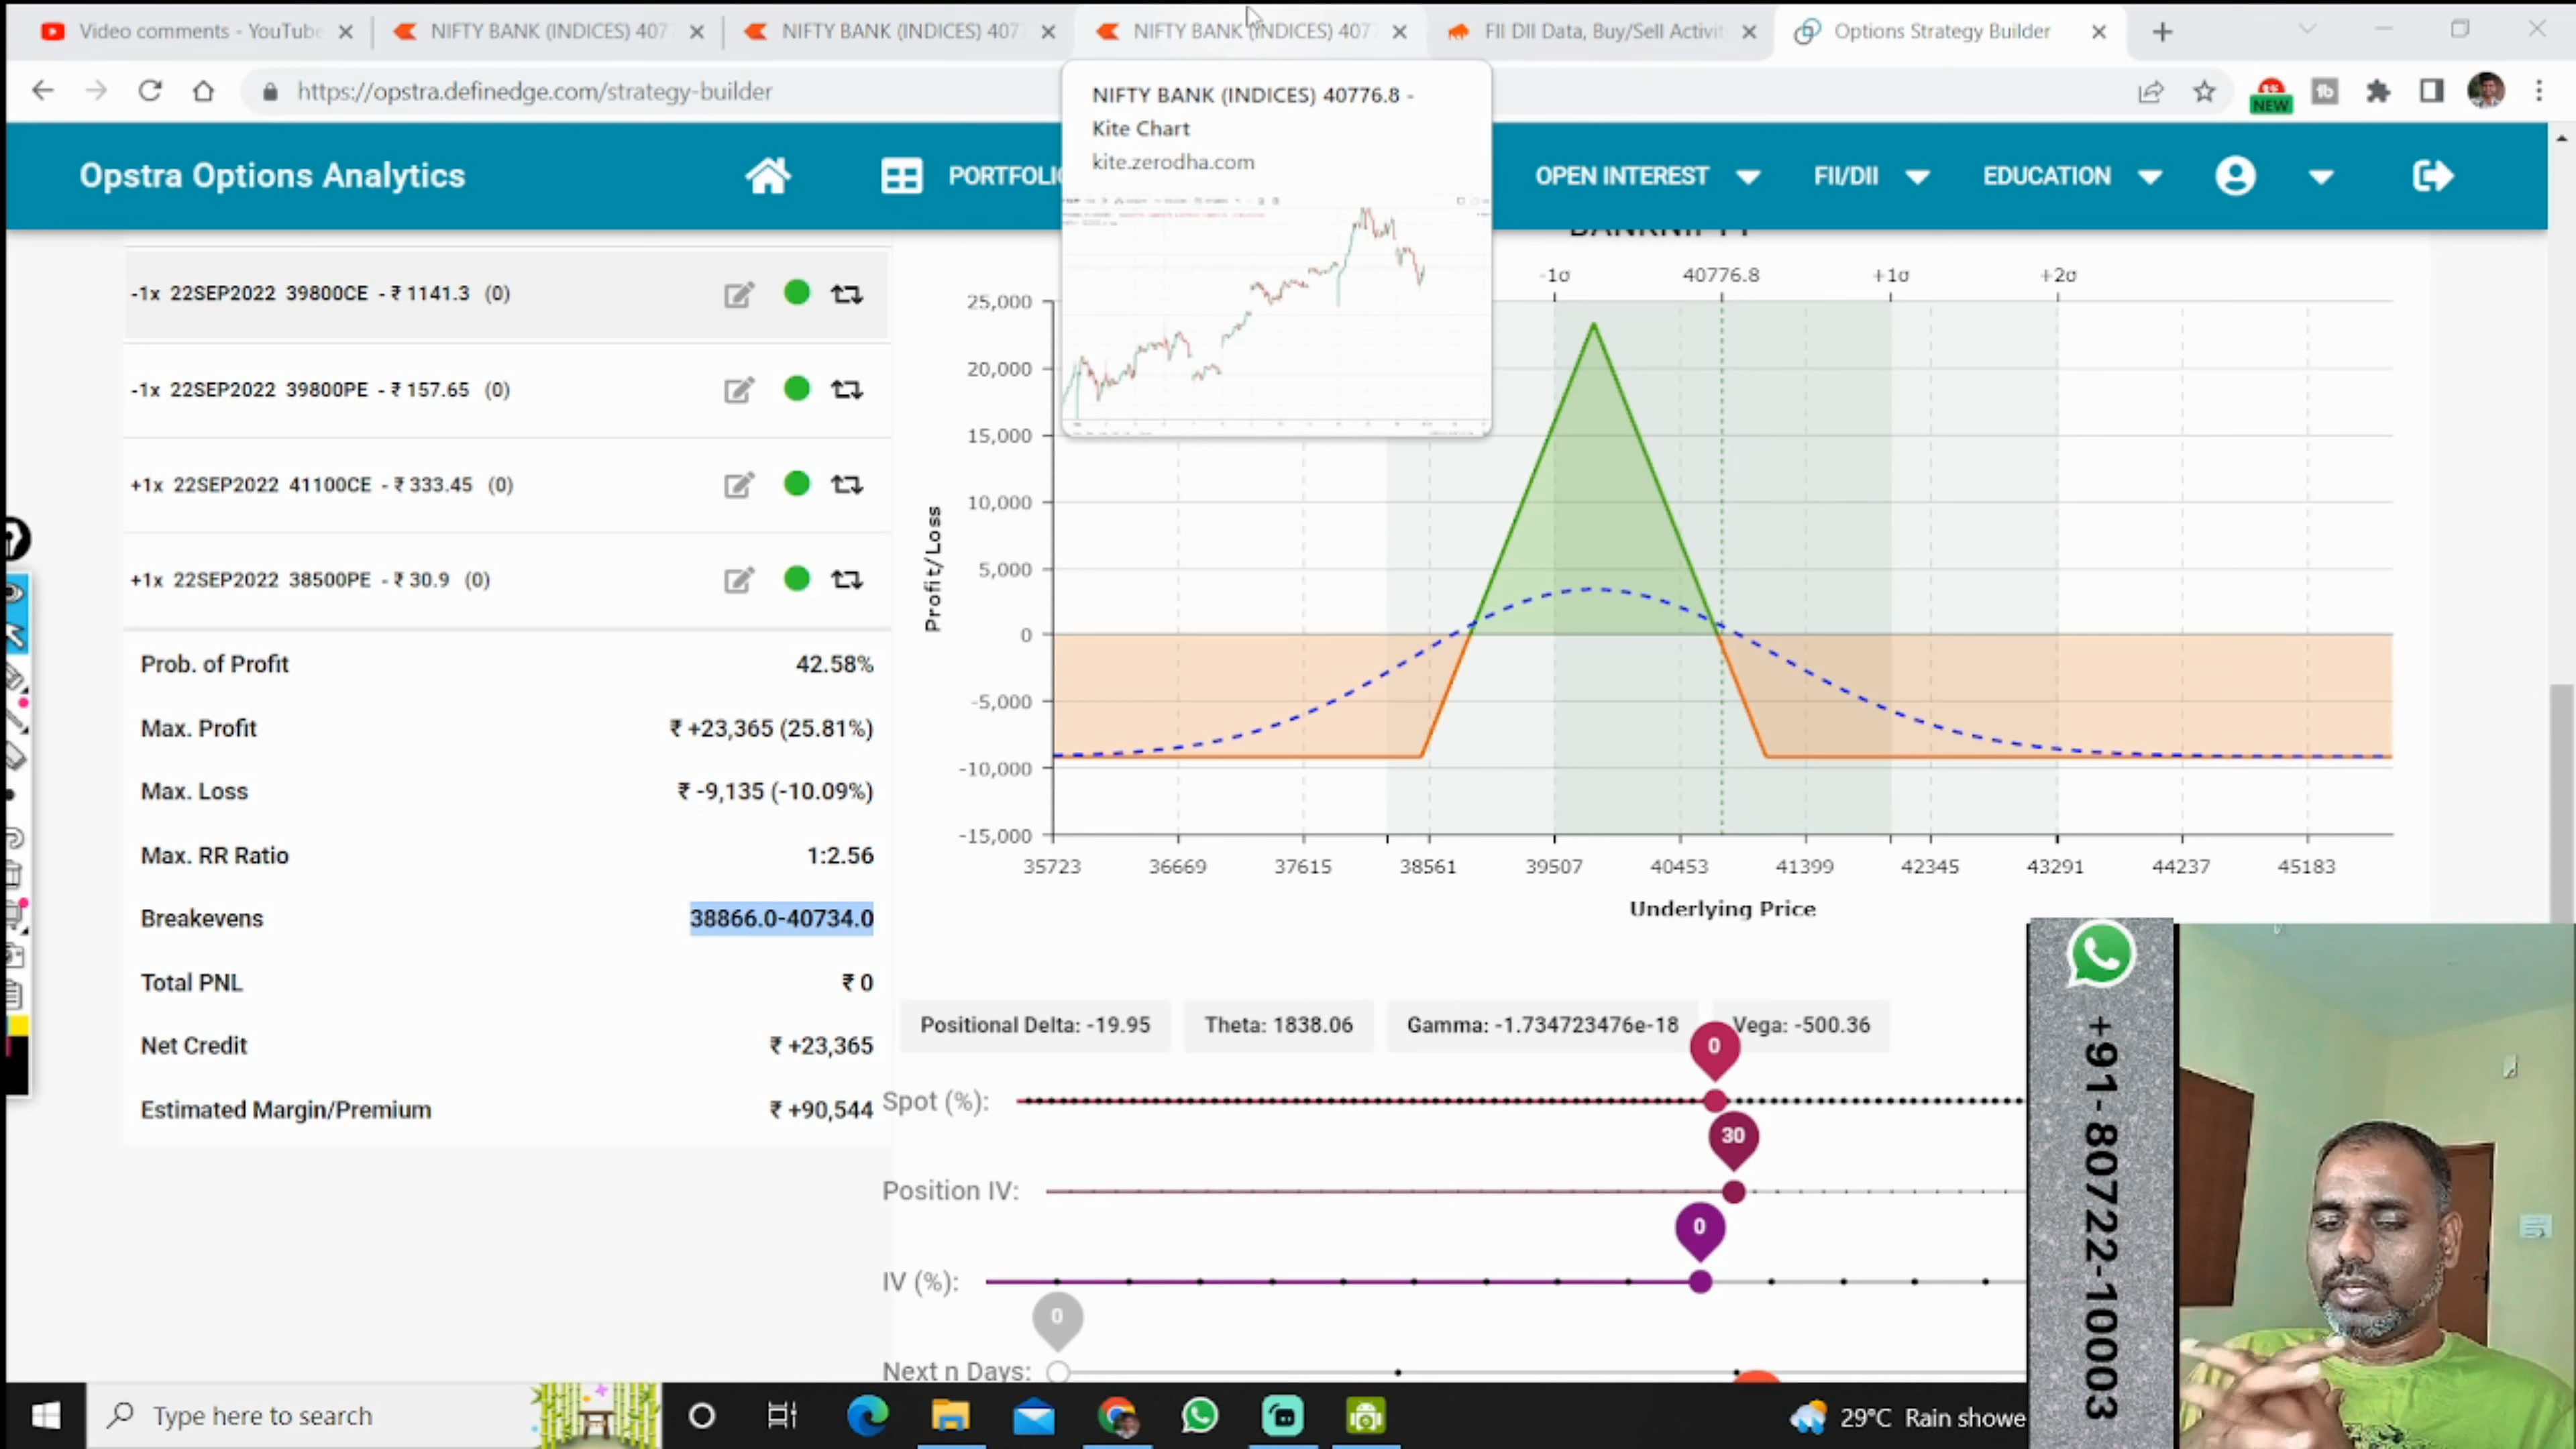 Video comments - YouTube
NIFTY BANK (INDICES) 407
NIFTY BANK (INDICES) 407
NIFTY BANK (INDICES) 407
FII DII Data, Buy/Sell Activit
Options Strategy Builder
https://opstra.definedge.com/strategy-builder
NEW
NIFTY BANK (INDICES) 40776.8 -
Kite Chart
kite.zerodha.com
Opstra Options Analytics
PORTFOLIO
OPEN INTEREST
FII/DII
EDUCATION
-1x 22SEP2022 39800CE - ₹ 1141.3 (0)
-1x 22SEP2022 39800PE - ₹ 157.65 (0)
+1x 22SEP2022 41100CE - ₹ 333.45 (0)
+1x 22SEP2022 38500PE - ₹ 30.9 (0)
Prob. of Profit 42.58%
Max. Profit ₹ +23,365 (25.81%)
Max. Loss ₹ -9,135 (-10.09%)
Max. RR Ratio 1:2.56
Breakevens 38866.0-40734.0
Total PNL ₹ 0
Net Credit ₹ +23,365
Estimated Margin/Premium ₹ +90,544
BANKNIFTY
-1σ 40776.8 +1σ +2σ
25,000
20,000
15,000
10,000
5,000
0
-5,000
-10,000
-15,000
Profit/Loss
35723 36669 37615 38561 39507 40453 41399 42345 43291 44237 45183
Underlying Price
Positional Delta: -19.95 Theta: 1838.06 Gamma: -1.734723476e-18 Vega: -500.36
0
Spot (%):
30
Position IV:
0
IV (%):
0
Next n Days:
+91-80722-10003
Type here to search
29°C Rain showe